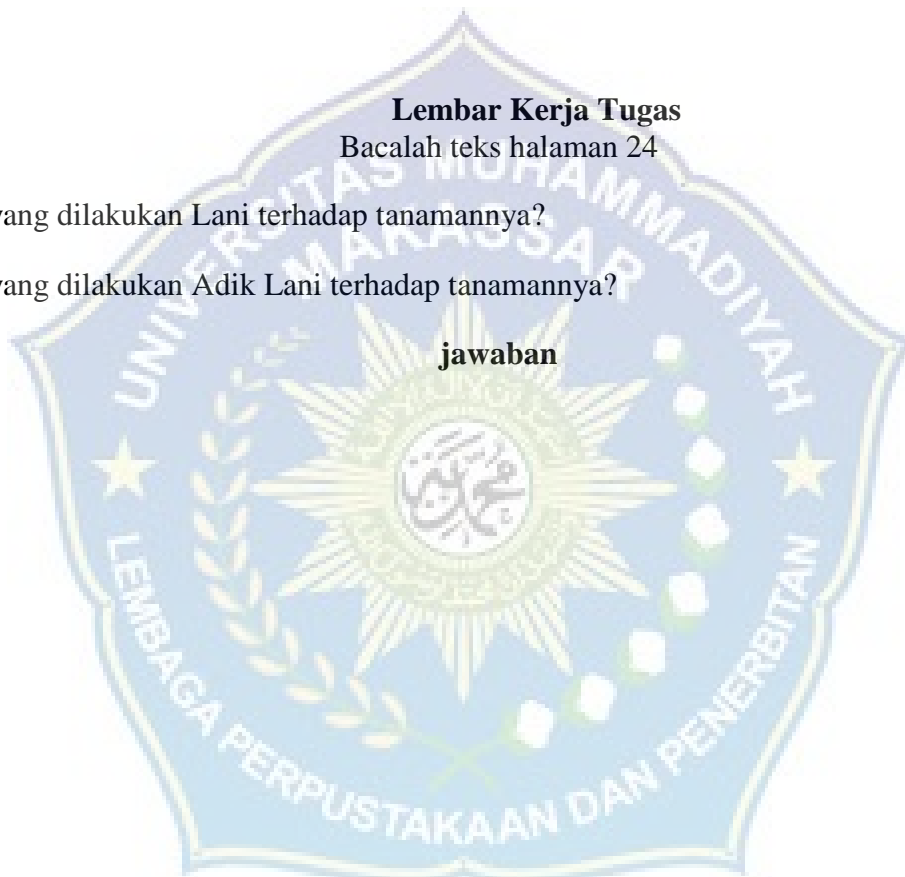 Lembar Kerja Tugas
Bacalah teks halaman 24
yang dilakukan Lani terhadap tanamannya?
yang dilakukan Adik Lani terhadap tanamannya?
jawaban
UNIVERSITAS MUHAMMADIYAH
MAKASSAR
LEMBAGA PERPUSTAKAAN DAN PENERBITAN